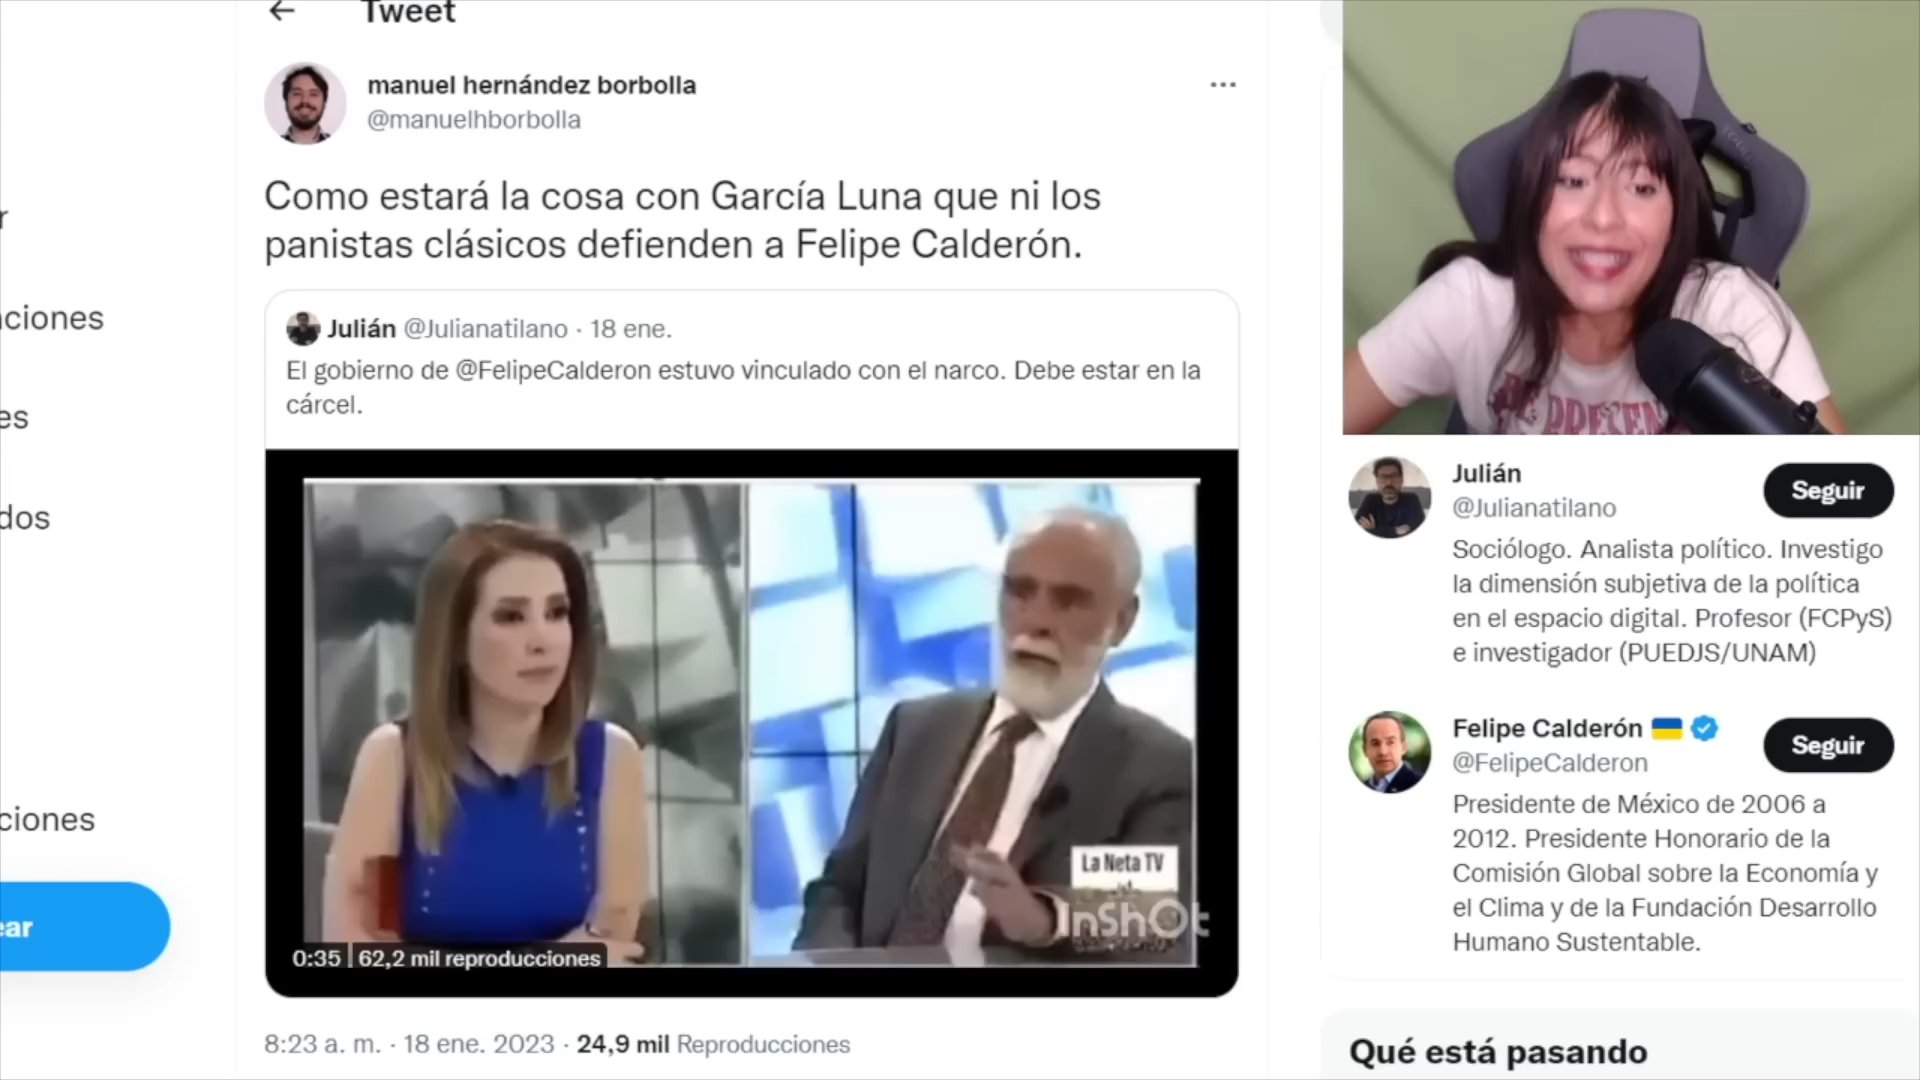 Tweet
manuel hernández borbolla
@manuelhborbolla
Como estará la cosa con García Luna que ni los
panistas clásicos defienden a Felipe Calderón.
Julián @Julianatilano · 18 ene.
El gobierno de @FelipeCalderon estuvo vinculado con el narco. Debe estar en la
cárcel.
La Neta TV
InShOt
0:35 62,2 mil reproducciones
8:23 a. m. · 18 ene. 2023 · 24,9 mil Reproducciones
r
ciones
es
dos
ciones
ear
Julián
@Julianatilano
Seguir
Sociólogo. Analista político. Investigo
la dimensión subjetiva de la política
en el espacio digital. Profesor (FCPyS)
e investigador (PUEDJS/UNAM)
Felipe Calderón
@FelipeCalderon
Seguir
Presidente de México de 2006 a
2012. Presidente Honorario de la
Comisión Global sobre la Economía y
el Clima y de la Fundación Desarrollo
Humano Sustentable.
Qué está pasando